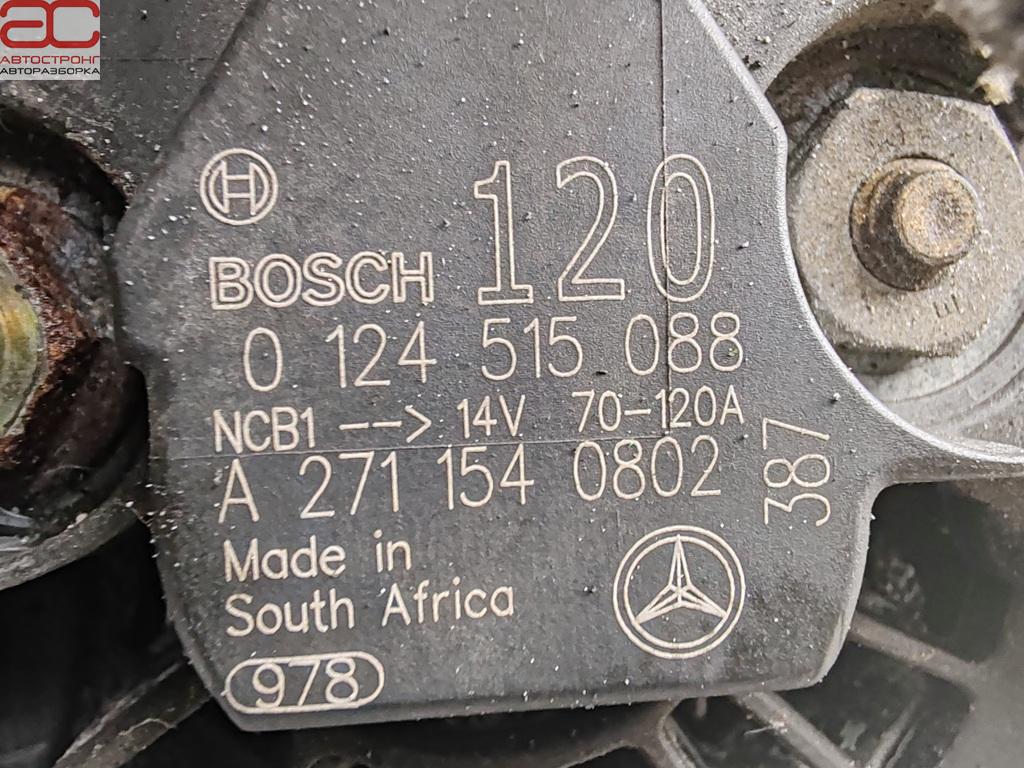 ac
АВТОСТРОНГ
АВТОРАЗБОРКА
H
BOSCH 120
0 124 515 088
NCB1 --> 14V 70-120A
A 271 154 0802
387
Made in
South Africa
978
E